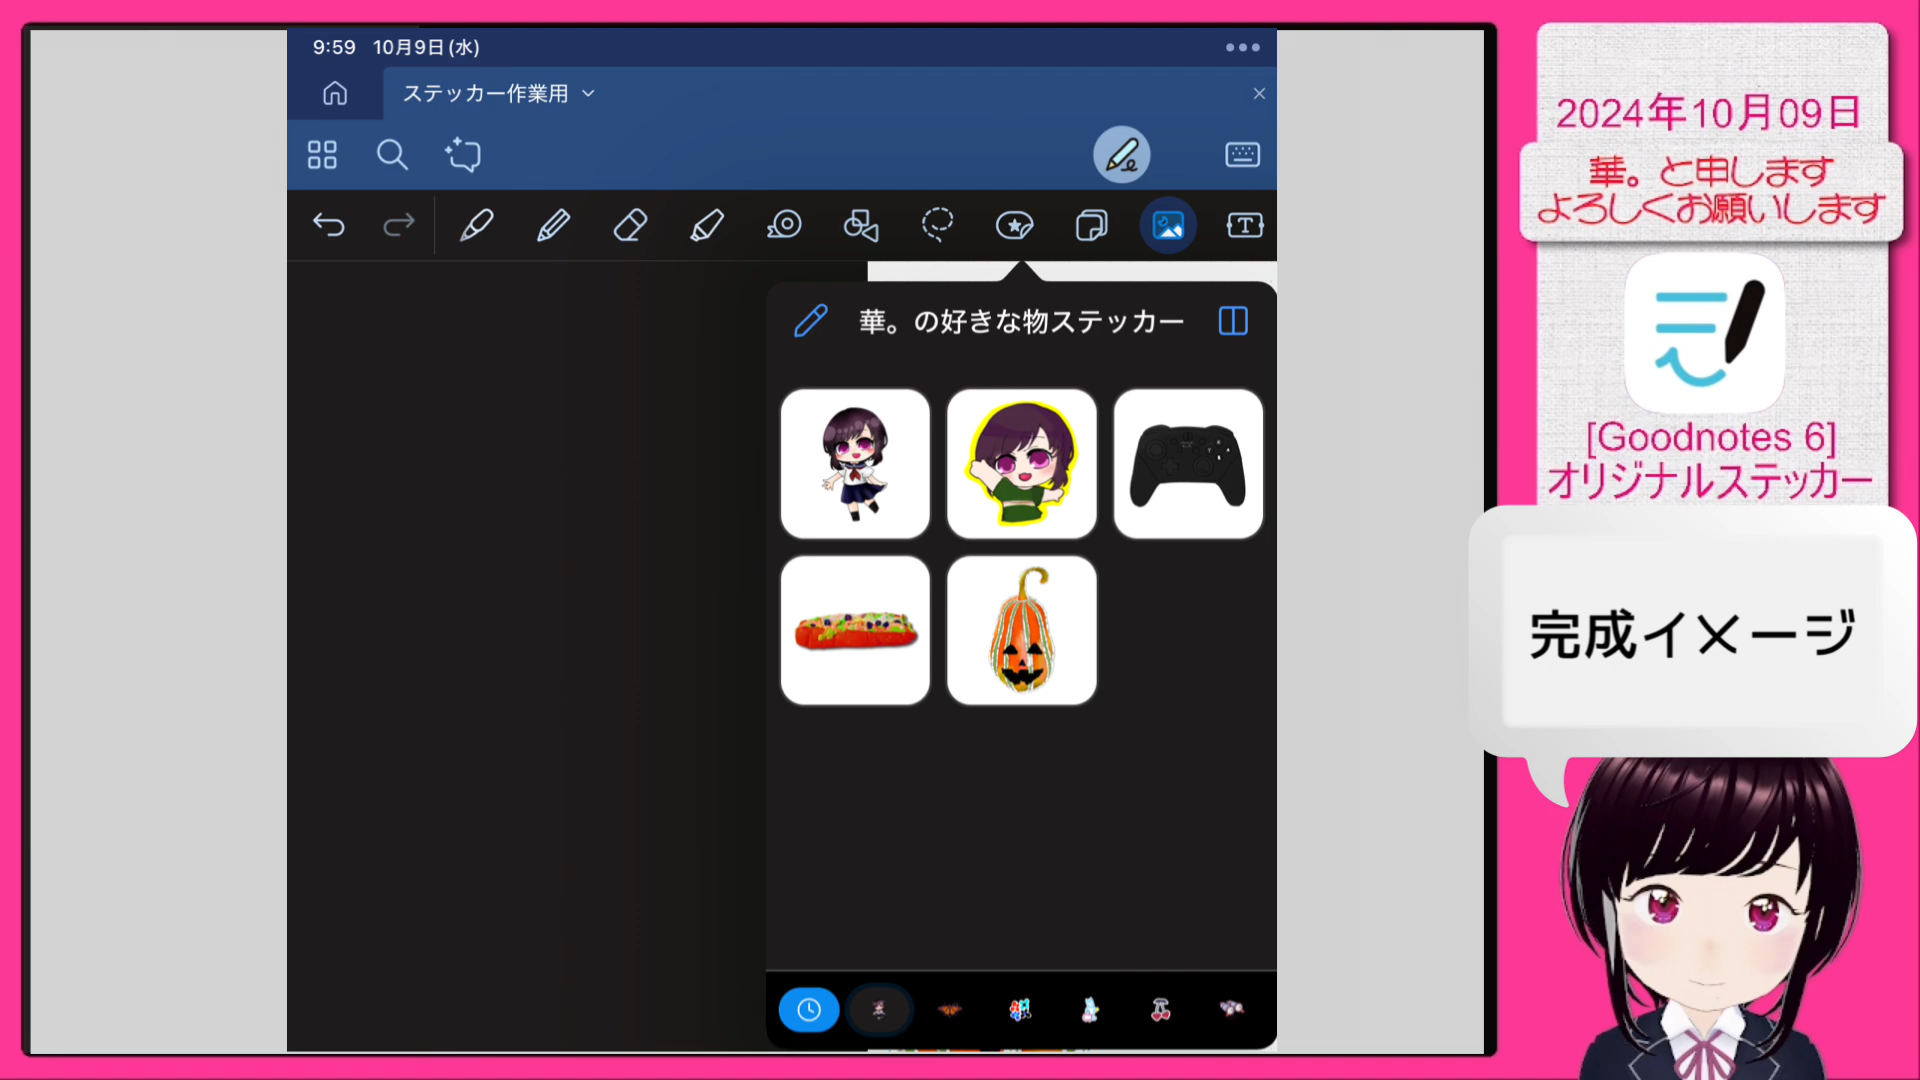 9:59 10月9日(水)
ステッカー作業用
華。の好きな物ステッカー
2024年10月09日
華。と申します
よろしくお願いします
[Goodnotes 6]
オリジナルステッカー
完成イメージ